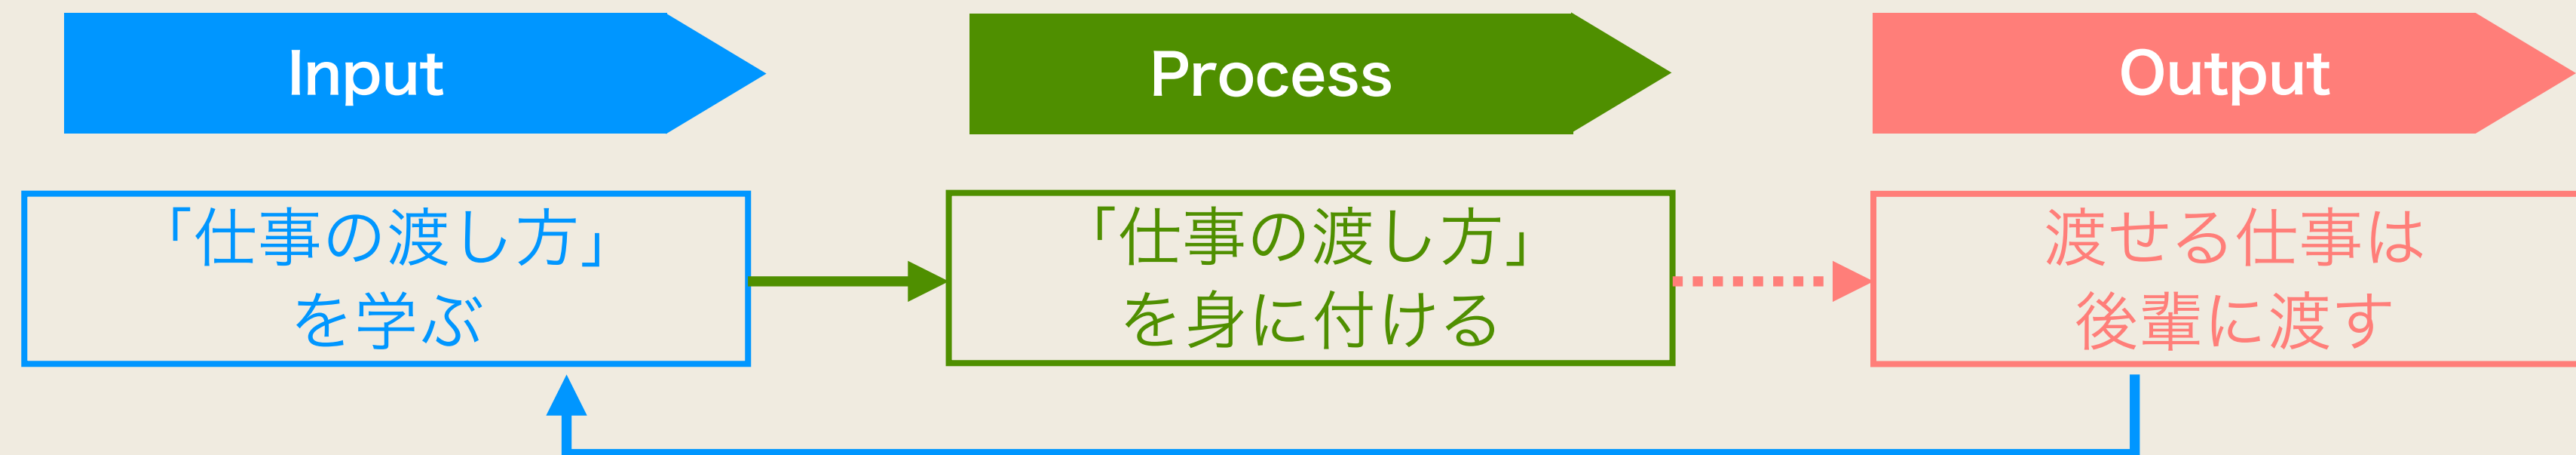 Input
Process
Output
「仕事の渡し方」
を学ぶ
「仕事の渡し方」
を身に付ける
渡せる仕事は
後輩に渡す